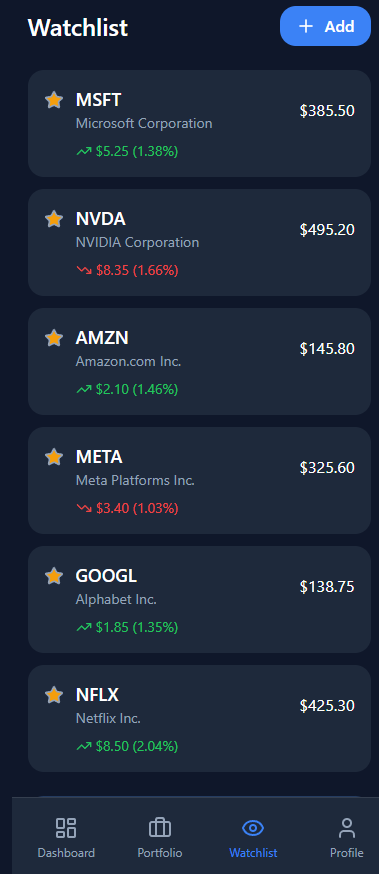 Watchlist
+ Add
MSFT
$385.50
Microsoft Corporation
$5.25 (1.38%)
NVDA
$495.20
NVIDIA Corporation
$8.35 (1.66%)
AMZN
$145.80
Amazon.com Inc.
$2.10 (1.46%)
META
$325.60
Meta Platforms Inc.
$3.40 (1.03%)
GOOGL
$138.75
Alphabet Inc.
$1.85 (1.35%)
NFLX
$425.30
Netflix Inc.
$8.50 (2.04%)
Dashboard
Portfolio
Watchlist
Profile